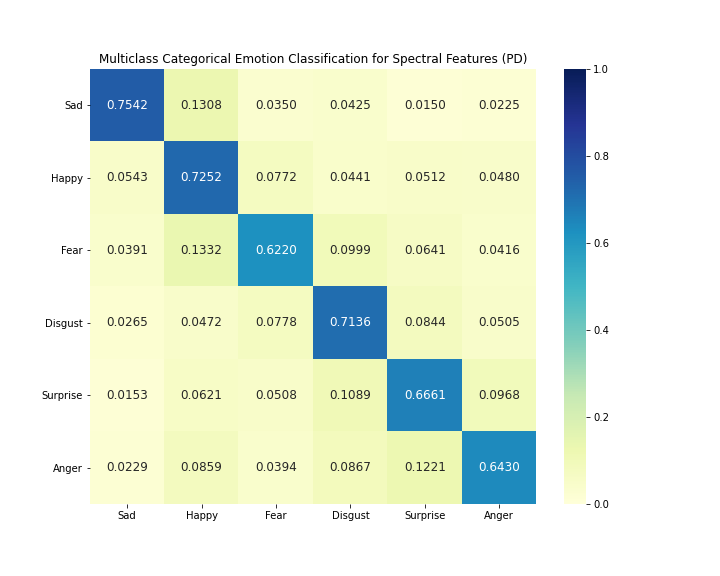 Multiclass Categorical Emotion Classification for Spectral Features (PD)
Sad 0.7542 0.1308 0.0350 0.0425 0.0150 0.0225
Happy 0.0543 0.7252 0.0772 0.0441 0.0512 0.0480
Fear 0.0391 0.1332 0.6220 0.0999 0.0641 0.0416
Disgust 0.0265 0.0472 0.0778 0.7136 0.0844 0.0505
Surprise 0.0153 0.0621 0.0508 0.1089 0.6661 0.0968
Anger 0.0229 0.0859 0.0394 0.0867 0.1221 0.6430
Sad Happy Fear Disgust Surprise Anger
1.0
0.8
0.6
0.4
0.2
0.0